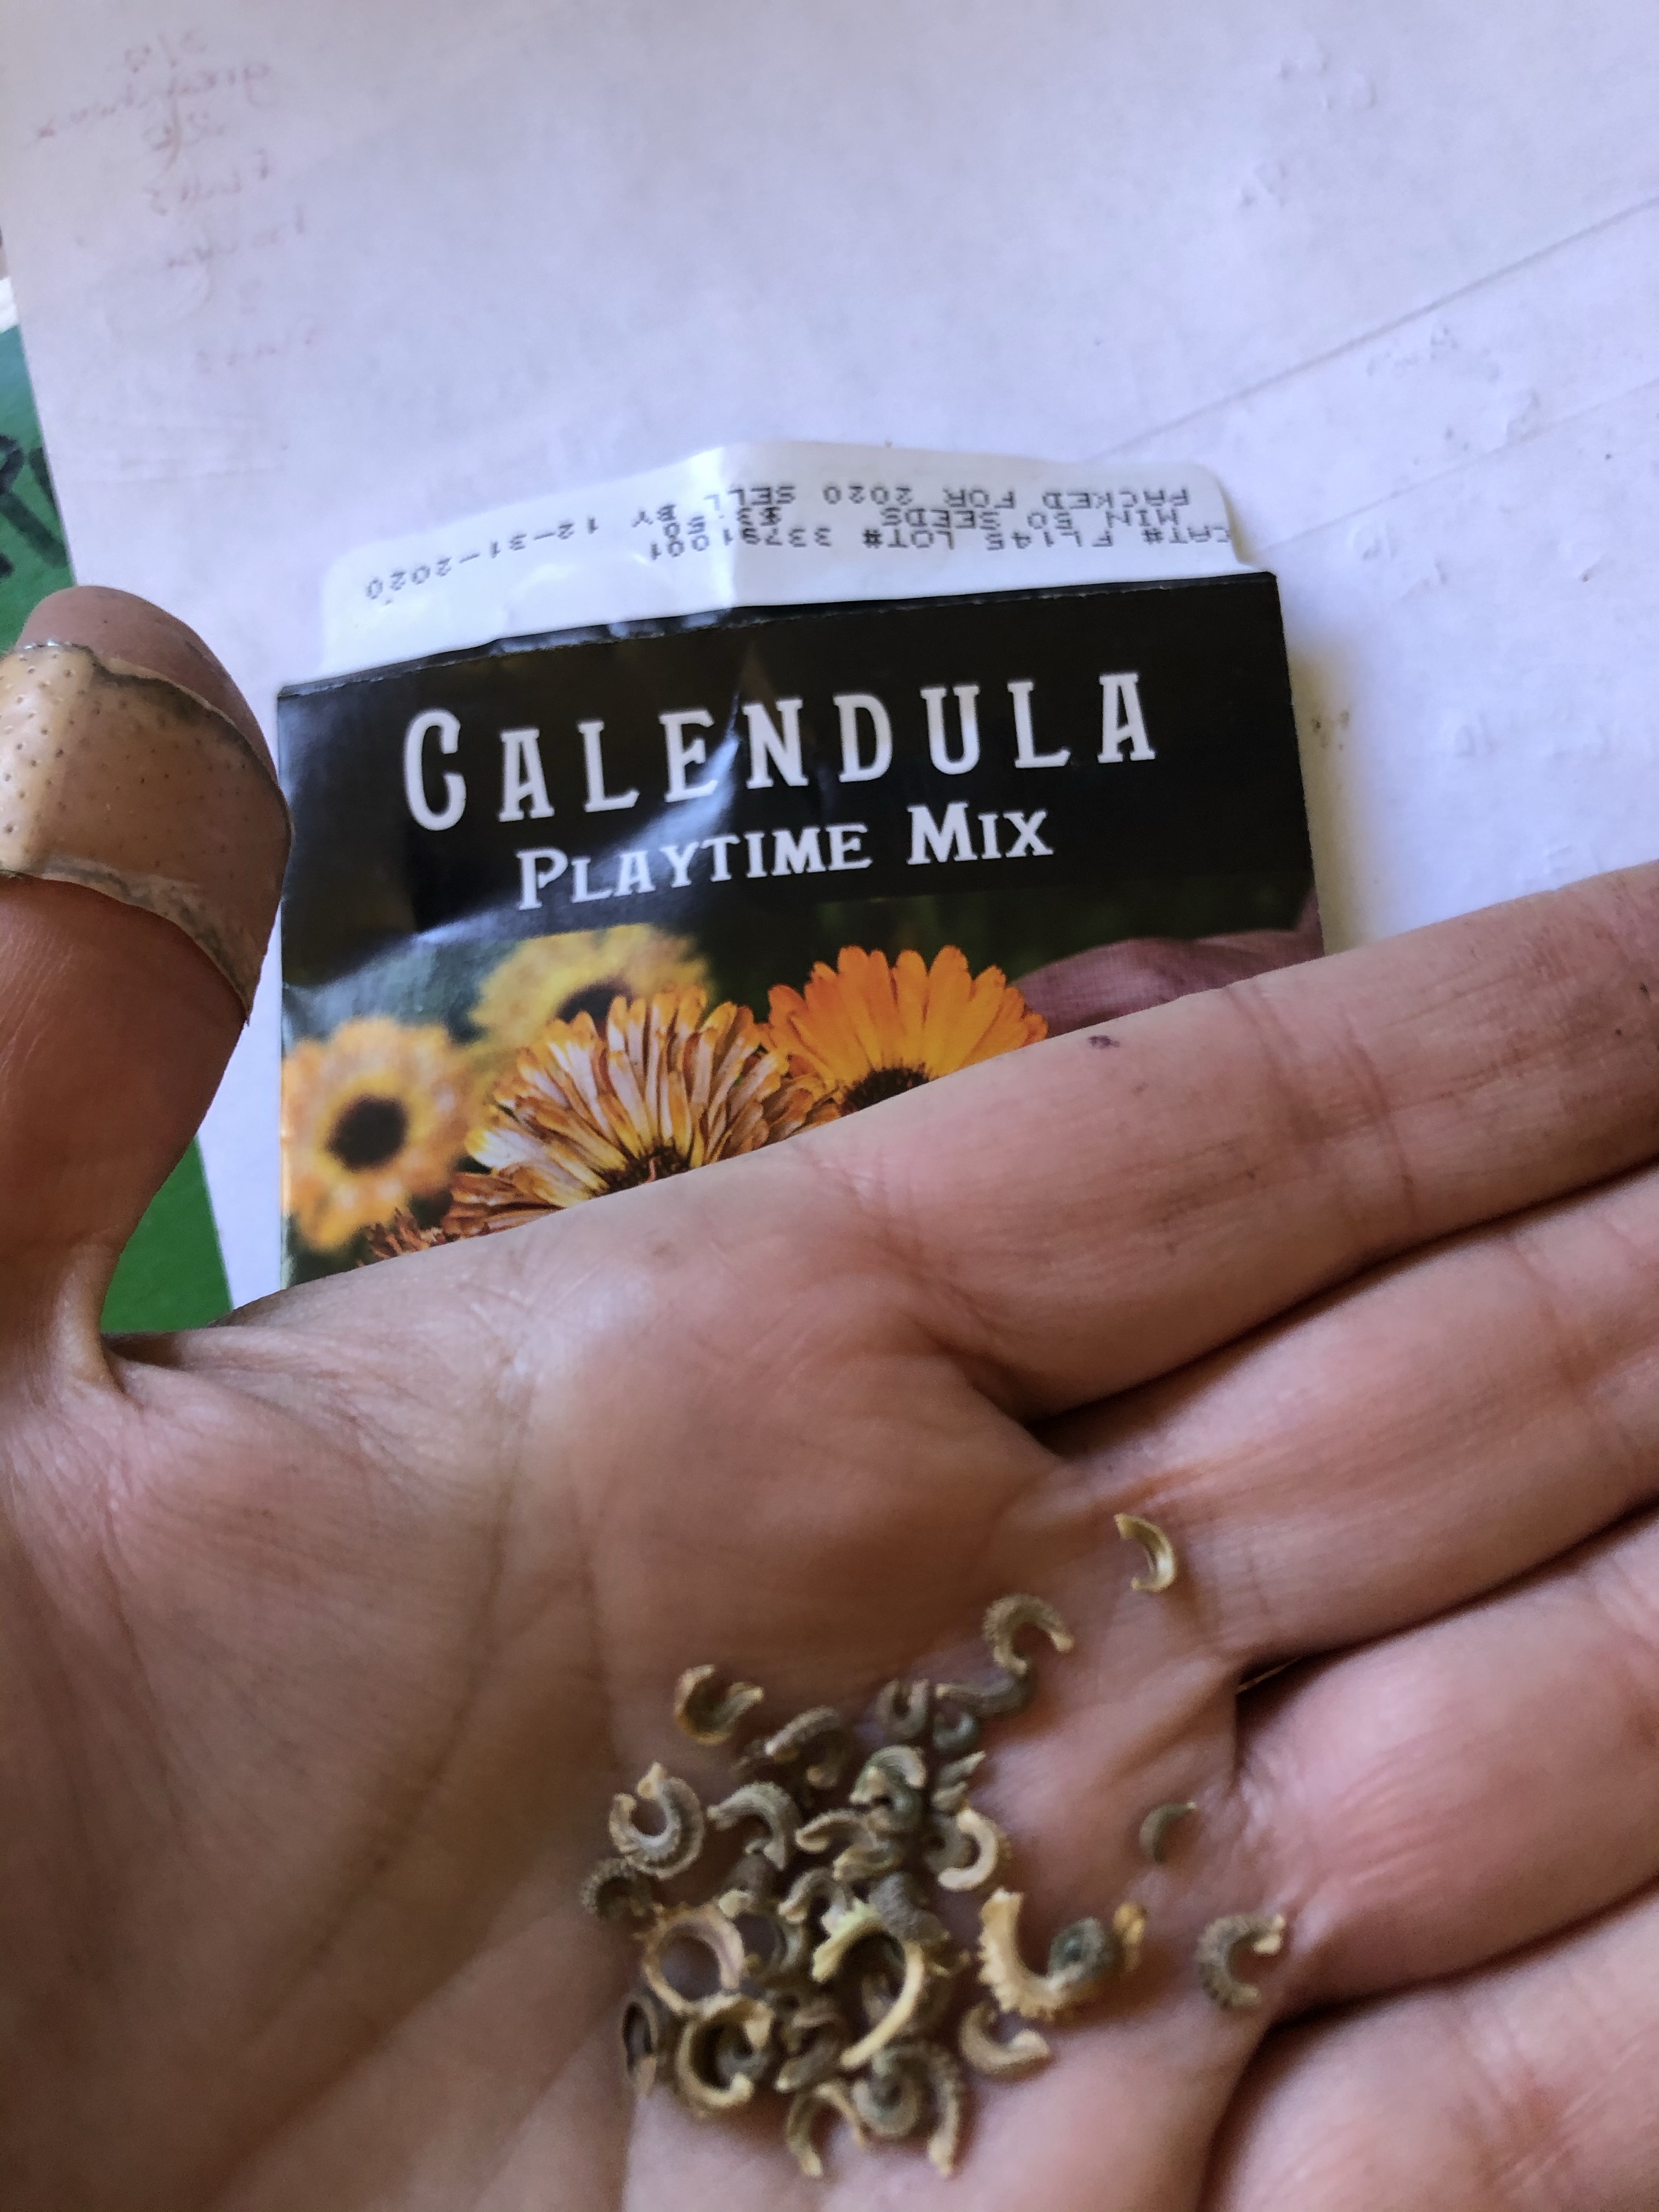 CAT# FL145 LOT# 33791001
MIN 50 SEEDS $3.50
PACKED FOR 2020 SELL BY 12-31-2020
CALENDULA
PLAYTIME MIX